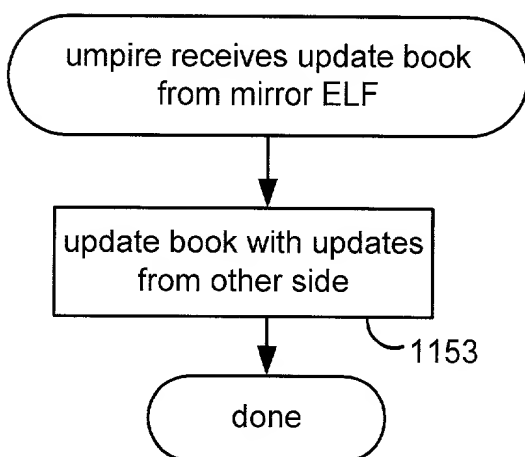 umpire receives update book
from mirror ELF
update book with updates
from other side
1153
done